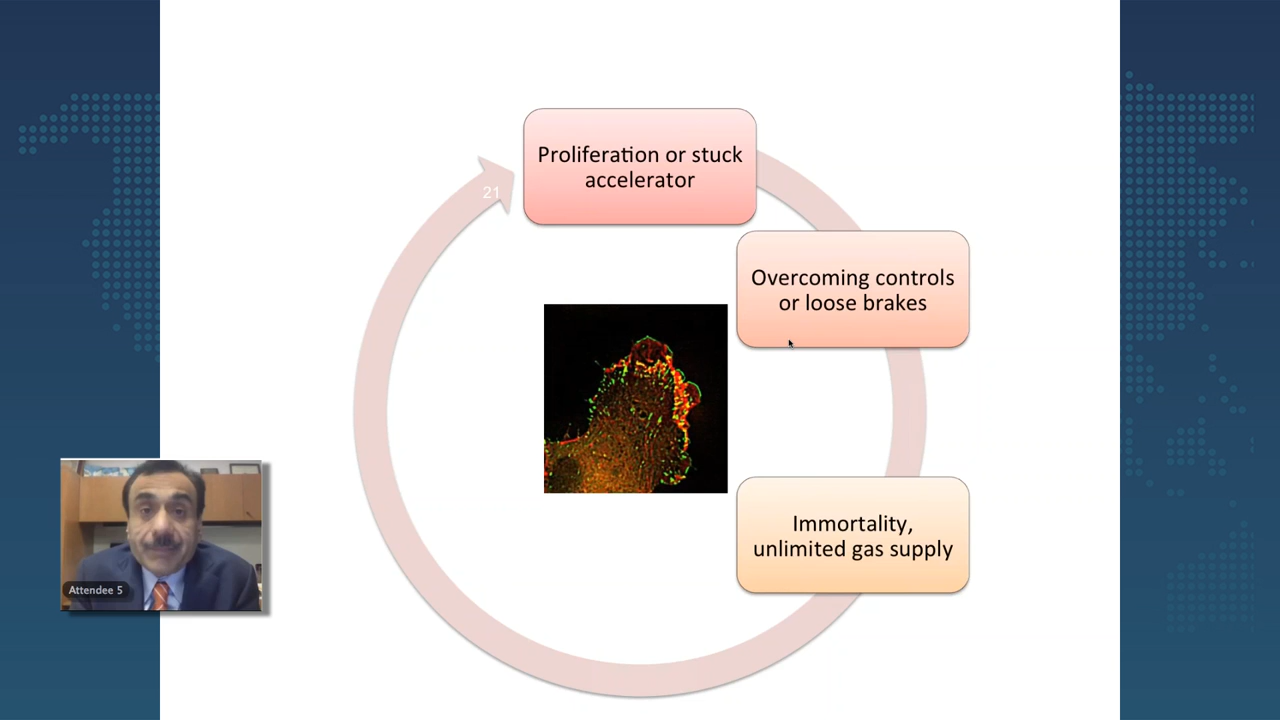 Proliferation or stuck
accelerator
21
Overcoming controls
or loose brakes
Immortality,
unlimited gas supply
Attendee 5